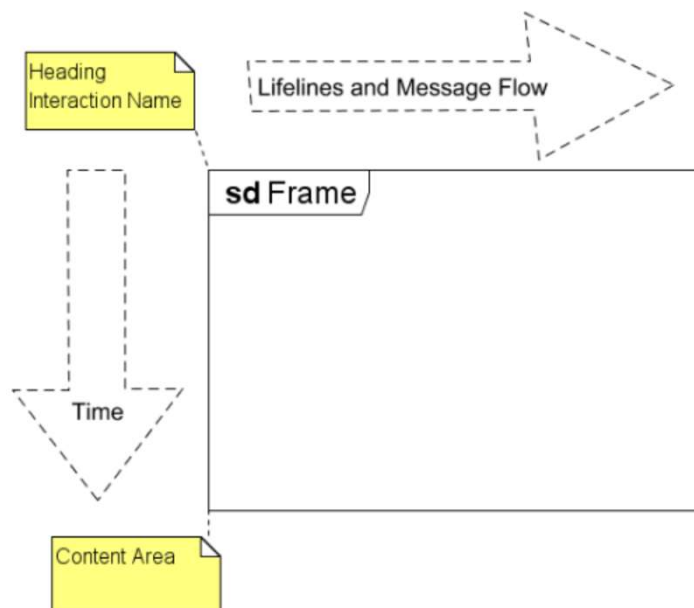 Heading
Interaction Name
Lifelines and Message Flow
sd Frame
Time
Content Area